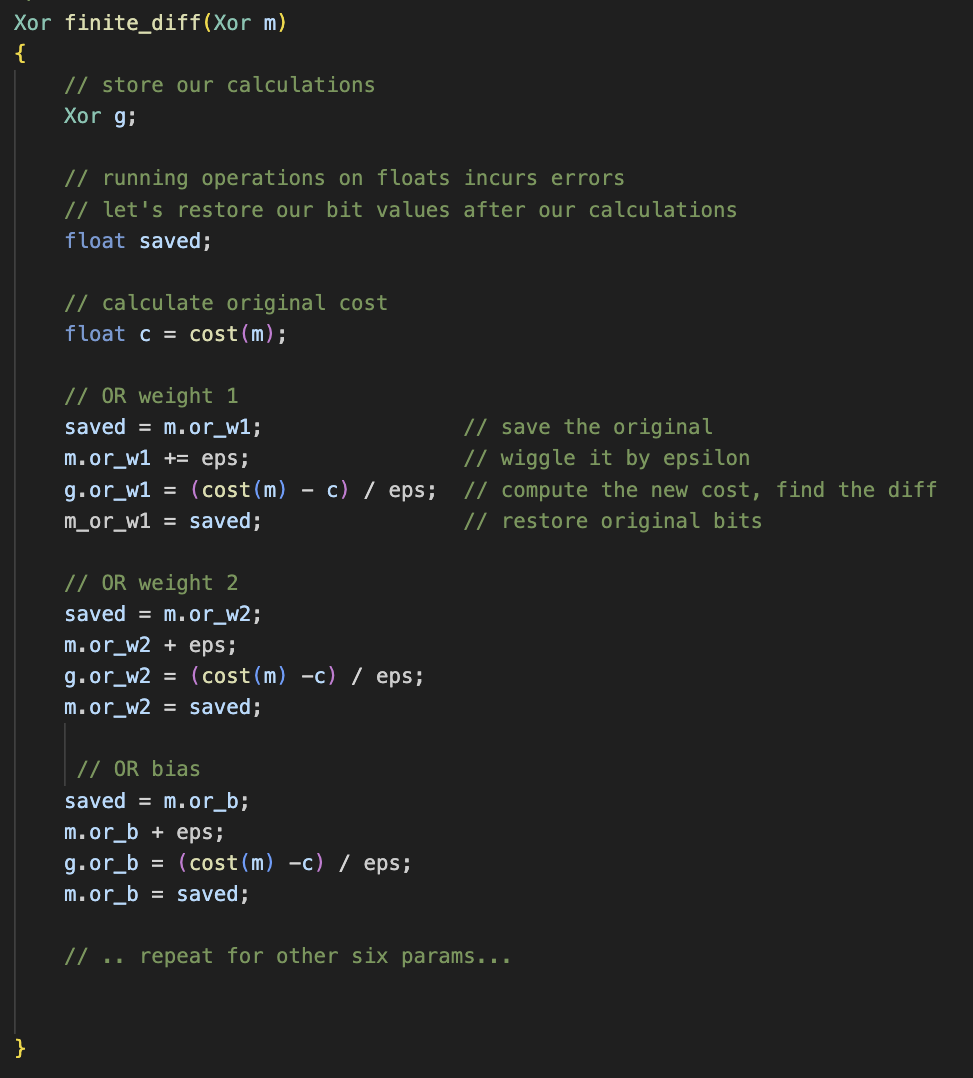 Xor finite_diff(Xor m)
{
    // store our calculations
    Xor g;

    // running operations on floats incurs errors
    // let's restore our bit values after our calculations
    float saved;

    // calculate original cost
    float c = cost(m);

    // OR weight 1
    saved = m.or_w1;                // save the original
    m.or_w1 += eps;                 // wiggle it by epsilon
    g.or_w1 = (cost(m) - c) / eps;  // compute the new cost, find the diff
    m_or_w1 = saved;                // restore original bits

    // OR weight 2
    saved = m.or_w2;
    m.or_w2 + eps;
    g.or_w2 = (cost(m) -c) / eps;
    m.or_w2 = saved;

     // OR bias
    saved = m.or_b;
    m.or_b + eps;
    g.or_b = (cost(m) -c) / eps;
    m.or_b = saved;

    // .. repeat for other six params...

}